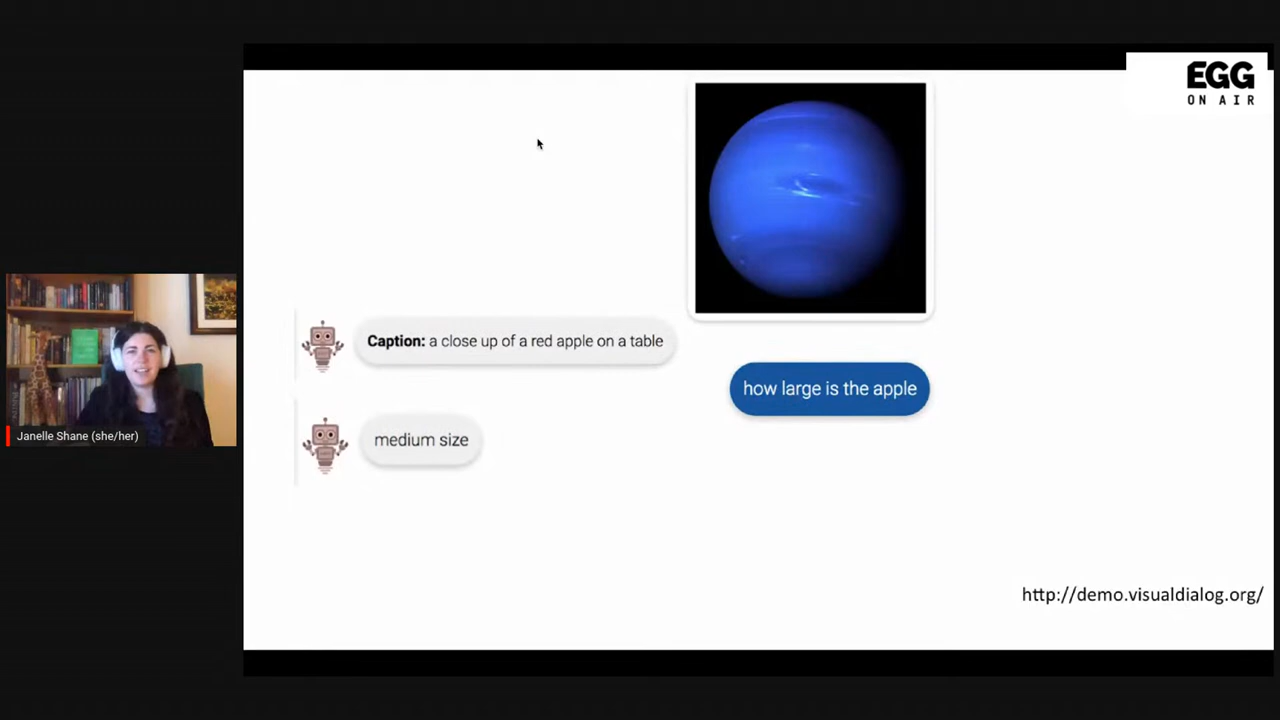 EGG
ON AIR
Caption: a close up of a red apple on a table
how large is the apple
medium size
Janelle Shane (she/her)
http://demo.visualdialog.org/